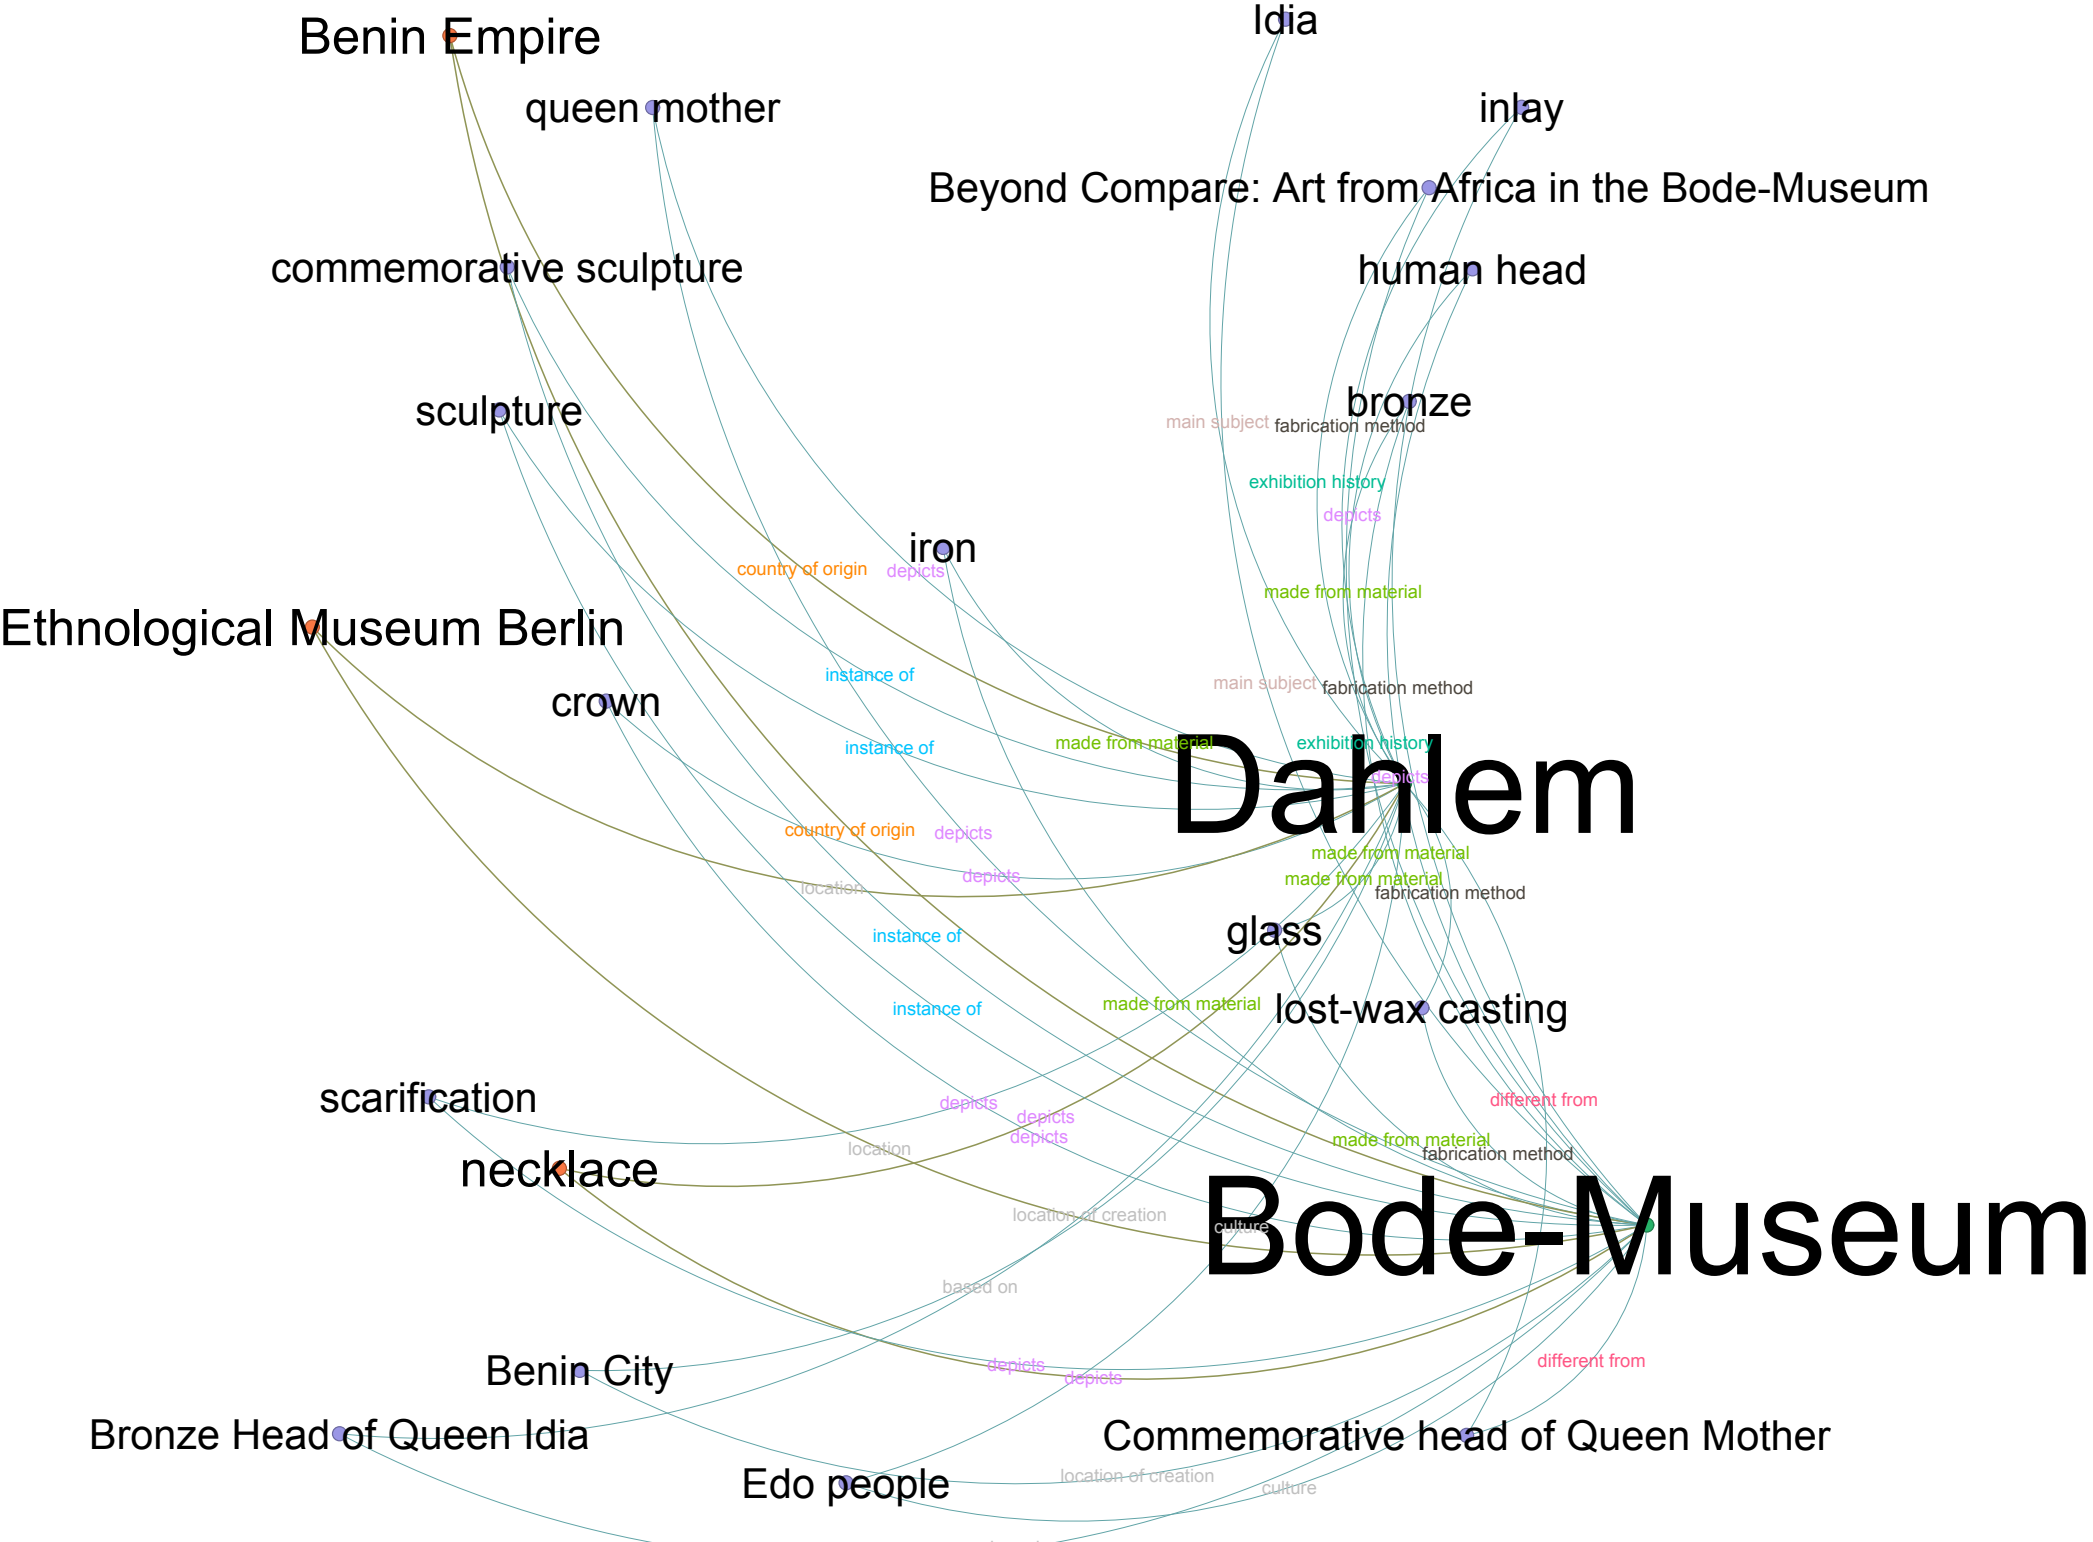 Benin Empire
Idia
queen mother
inlay
Beyond Compare: Art from Africa in the Bode-Museum
commemorative sculpture
human head
sculpture
bronze
main subject
fabrication method
exhibition history
depicts
iron
country of origin
depicts
made from material
Ethnological Museum Berlin
instance of
crown
main subject
fabrication method
instance of
made from material
exhibition history
Dahlem
depicts
country of origin
depicts
made from material
depicts
made from material
location
fabrication method
glass
instance of
instance of
made from material
lost-wax casting
scarification
depicts
different from
depicts
depicts
made from material
location
fabrication method
necklace
location of creation
culture
Bode-Museum
based on
Benin City
depicts
depicts
different from
Bronze Head of Queen Idia
Commemorative head of Queen Mother
Edo people
location of creation
culture